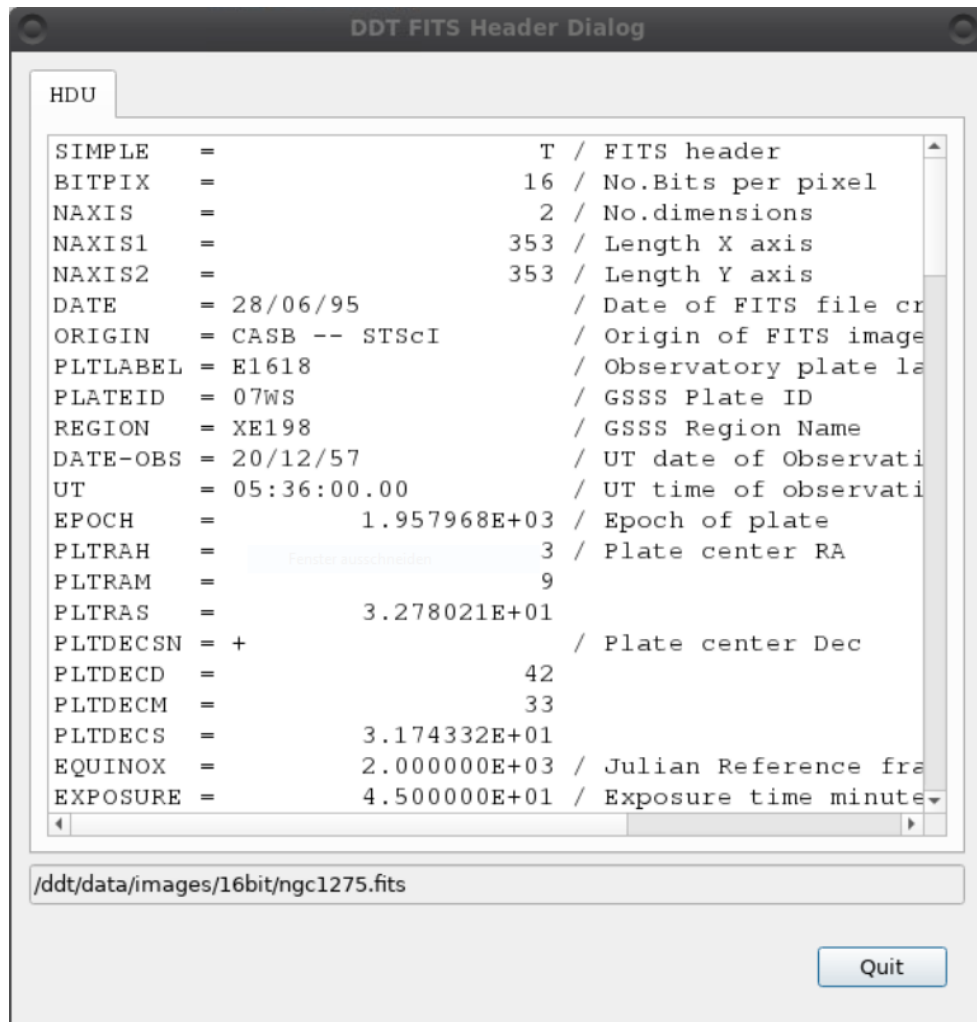 DDT FITS Header Dialog
HDU
SIMPLE = T / FITS header
BITPIX = 16 / No.Bits per pixel
NAXIS = 2 / No.dimensions
NAXIS1 = 353 / Length X axis
NAXIS2 = 353 / Length Y axis
DATE = 28/06/95 / Date of FITS file cr
ORIGIN = CASB -- STScI / Origin of FITS image
PLTLABEL = E1618 / Observatory plate la
PLATEID = 07WS / GSSS Plate ID
REGION = XE198 / GSSS Region Name
DATE-OBS = 20/12/57 / UT date of Observati
UT = 05:36:00.00 / UT time of observati
EPOCH = 1.957968E+03 / Epoch of plate
PLTRAH = 3 / Plate center RA
Fenster ausschneiden
PLTRAM = 9
PLTRAS = 3.278021E+01
PLTDECSN = + / Plate center Dec
PLTDECD = 42
PLTDECM = 33
PLTDECS = 3.174332E+01
EQUINOX = 2.000000E+03 / Julian Reference fra
EXPOSURE = 4.500000E+01 / Exposure time minute
/ddt/data/images/16bit/ngc1275.fits
Quit